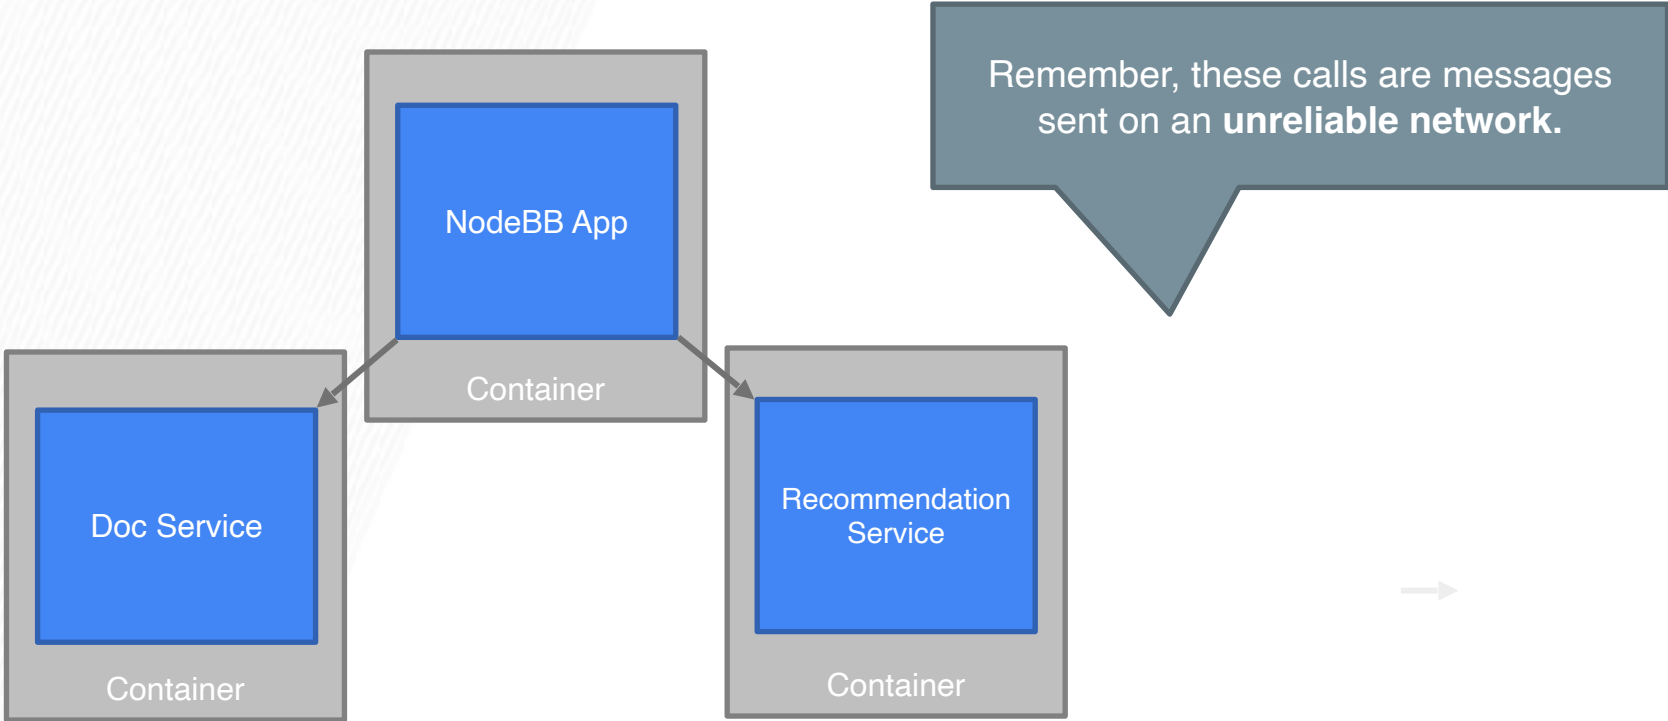 Remember, these calls are messages
sent on an unreliable network.
NodeBB App
Container
Doc Service
Container
Recommendation
Service
Container